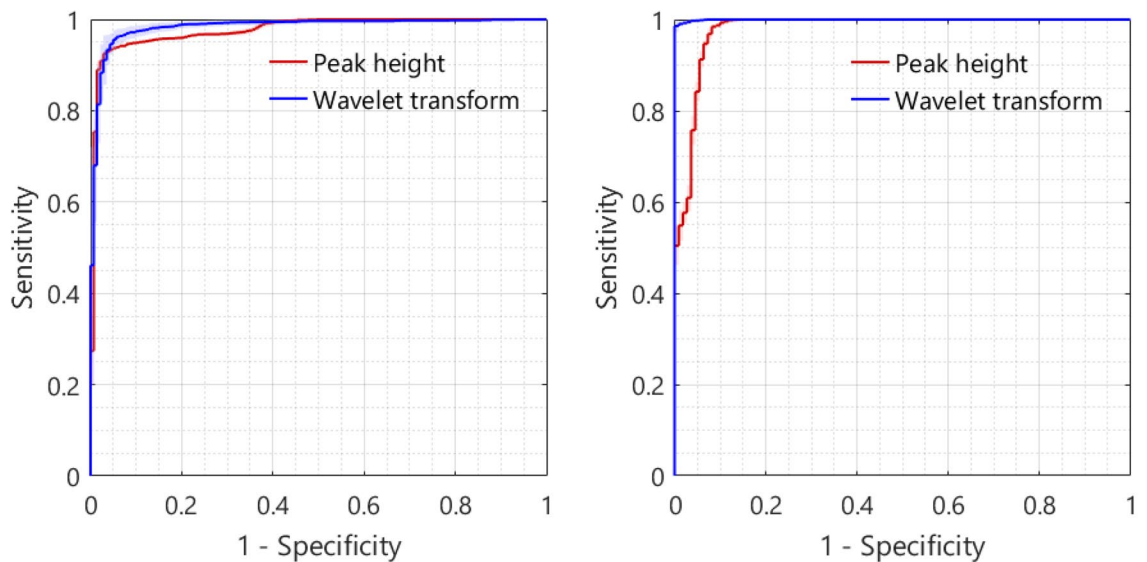 1
0.8
0.6
0.4
0.2
0
Sensitivity
Peak height
Wavelet transform
0 0.2 0.4 0.6 0.8 1
1 - Specificity
1
0.8
0.6
0.4
0.2
0
Sensitivity
Peak height
Wavelet transform
0 0.2 0.4 0.6 0.8 1
1 - Specificity